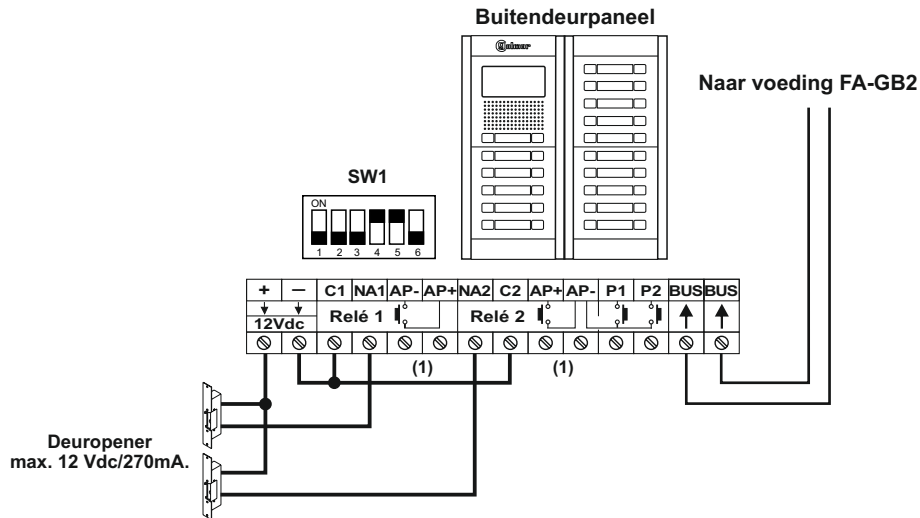 Buitendeurpaneel
Golmar
Naar voeding FA-GB2
SW1
ON
1 2 3 4 5 6
+ − C1 NA1 AP- AP+ NA2 C2 AP+ AP- P1 P2 BUS BUS
12Vdc Relé 1 Relé 2
(1) (1)
Deuropener
max. 12 Vdc/270mA.